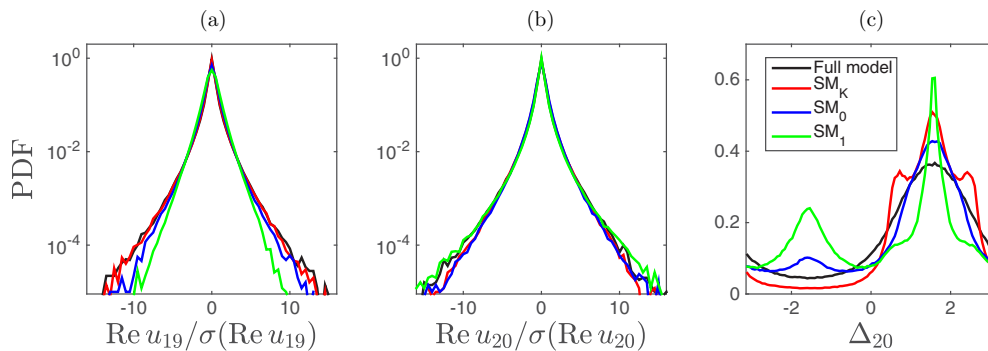 (a)
(b)
(c)
PDF
10^0
10^-2
10^-4
-10
0
10
Re u_19/σ(Re u_19)
10^0
10^-2
10^-4
-10
0
10
Re u_20/σ(Re u_20)
0.6
0.4
0.2
0
-2
0
2
Δ_20
Full model
SM_K
SM_0
SM_1